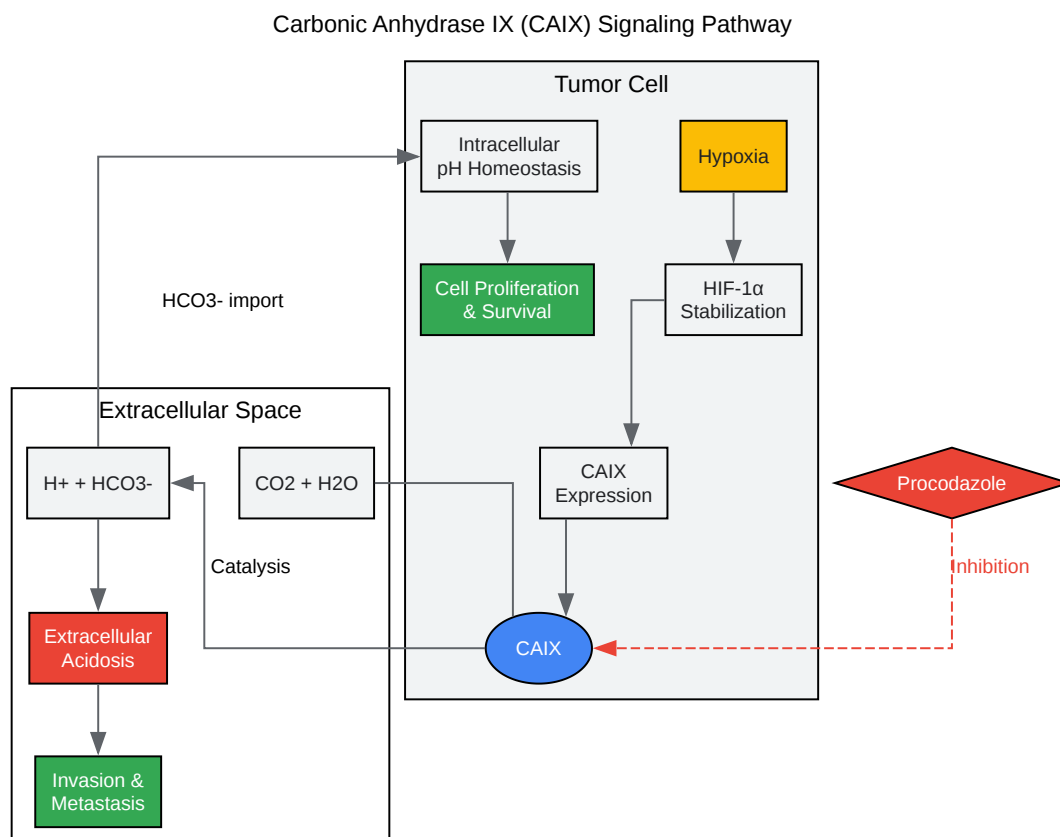 Carbonic Anhydrase IX (CAIX) Signaling Pathway
Tumor Cell
Intracellular
pH Homeostasis
Hypoxia
Cell Proliferation
& Survival
HIF-1α
Stabilization
HCO3- import
Extracellular Space
H+ + HCO3-
CO2 + H2O
CAIX
Expression
Procodazole
Catalysis
Inhibition
Extracellular
Acidosis
CAIX
Invasion &
Metastasis